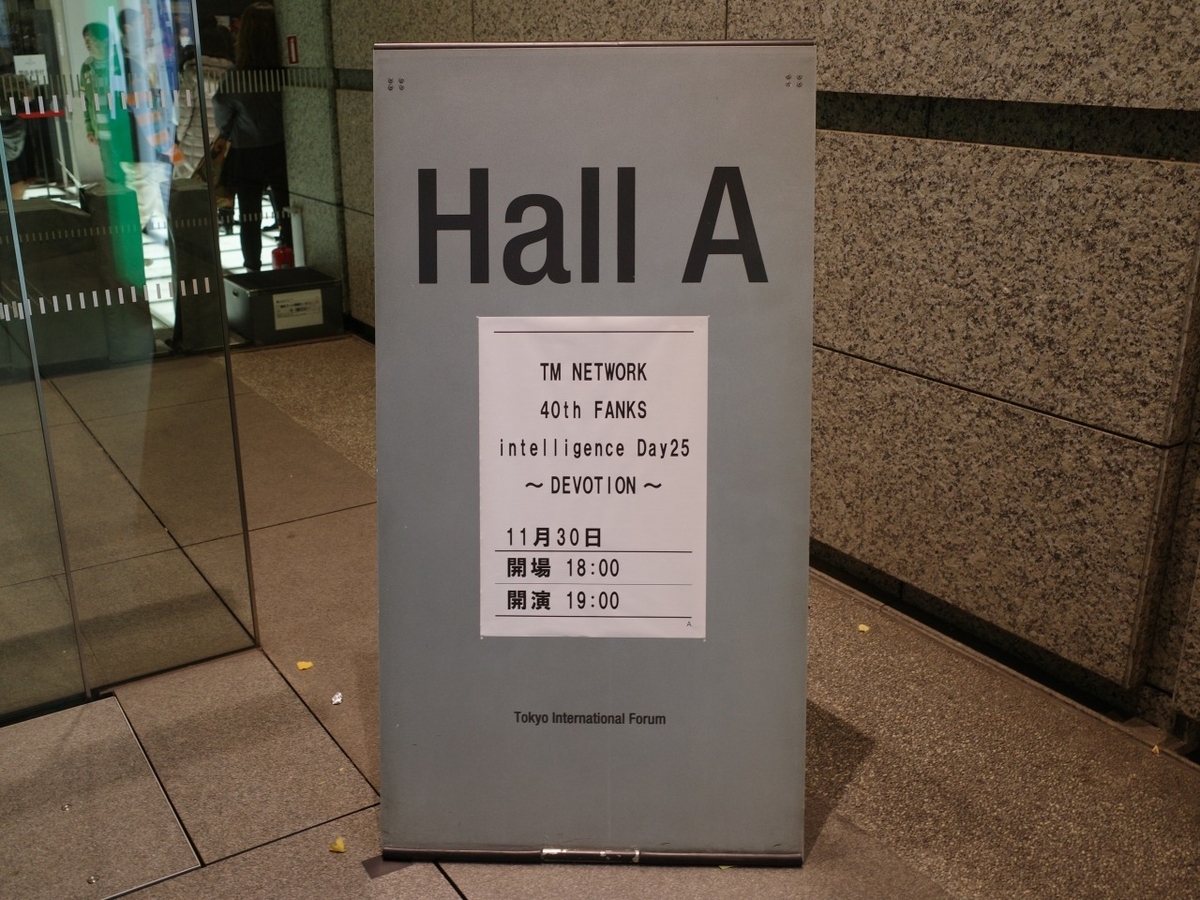 Hall A
TM NETWORK
40th FANKS
intelligence Day25
～ DEVOTION ～
11月30日
開場 18:00
開演 19:00
A
Tokyo International Forum